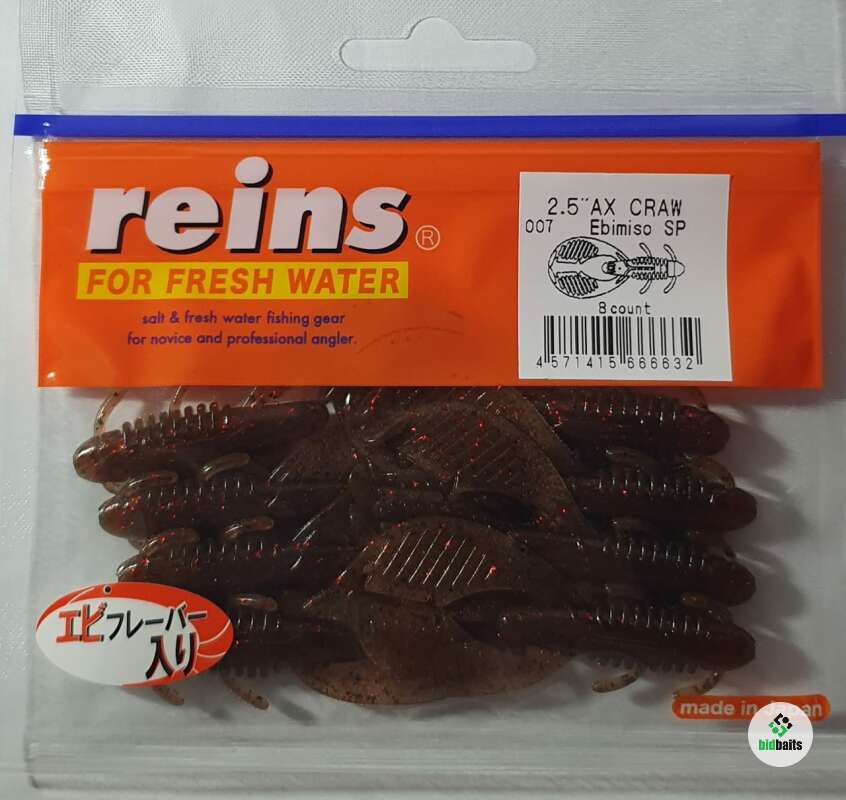 reins®
FOR FRESH WATER
salt & fresh water fishing gear
for novice and professional angler.
2.5"AX CRAW
007 Ebimiso SP
8count
4 571415 666632
エビフレーバー
入り
made in Japan
bidbaits